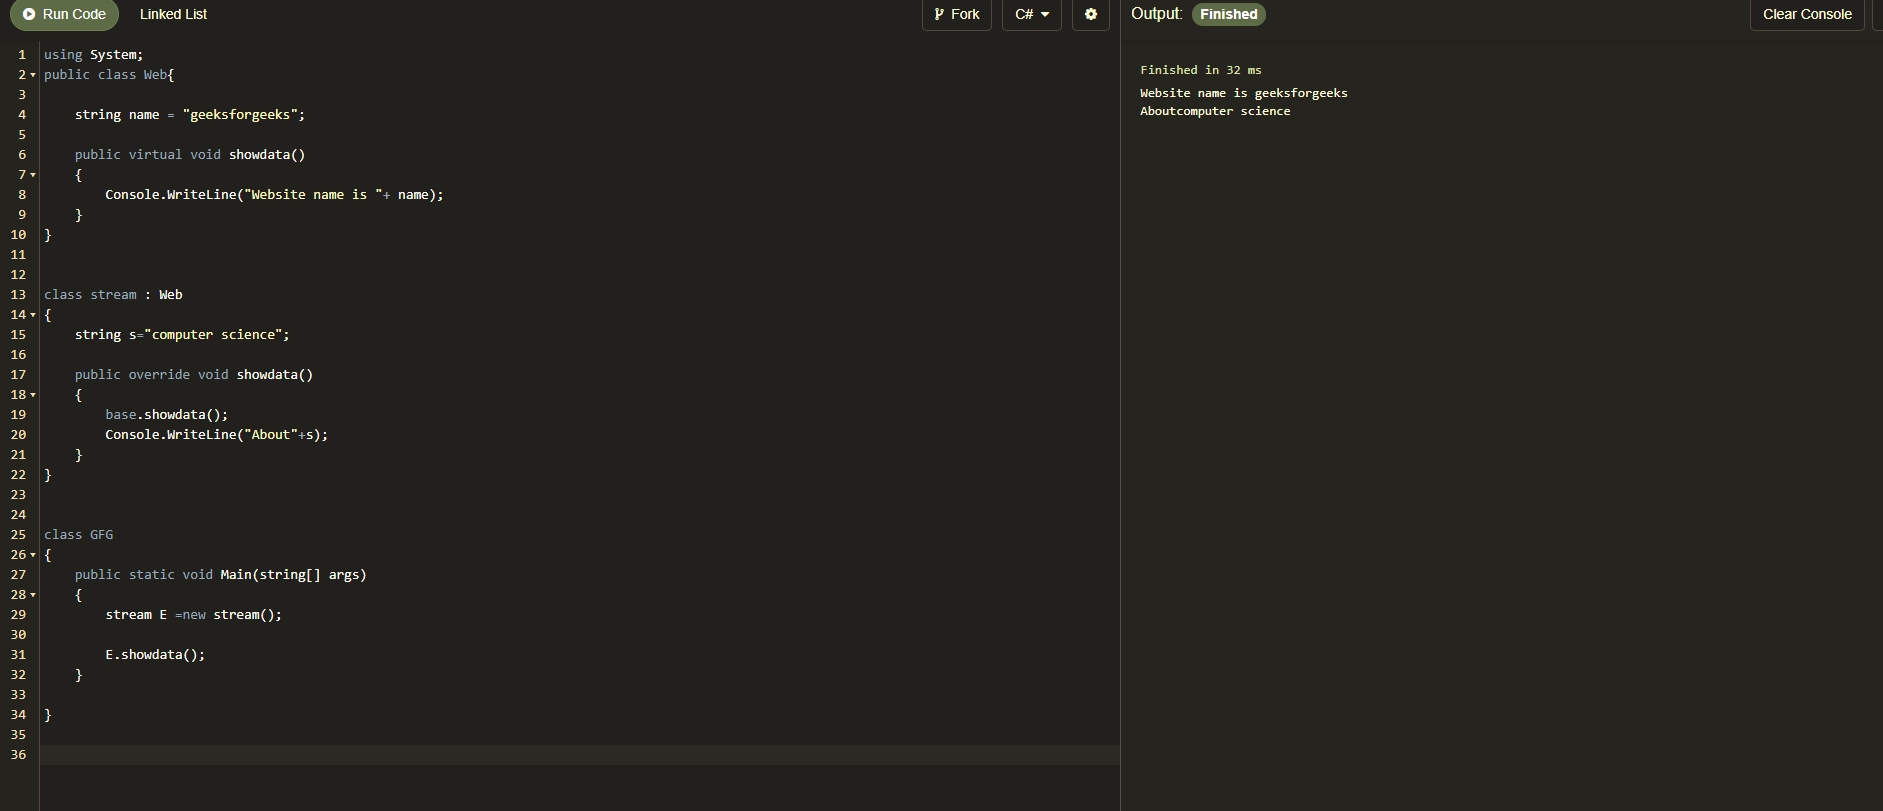 Run Code Linked List Fork C# Output: Finished Clear Console
1 using System;
2 public class Web{
3
4 string name = "geeksforgeeks";
5
6 public virtual void showdata()
7 {
8 Console.WriteLine("Website name is "+ name);
9 }
10 }
11
12
13 class stream : Web
14 {
15 string s="computer science";
16
17 public override void showdata()
18 {
19 base.showdata();
20 Console.WriteLine("About"+s);
21 }
22 }
23
24
25 class GFG
26 {
27 public static void Main(string[] args)
28 {
29 stream E =new stream();
30
31 E.showdata();
32 }
33
34 }
35
36
Finished in 32 ms
Website name is geeksforgeeks
Aboutcomputer science